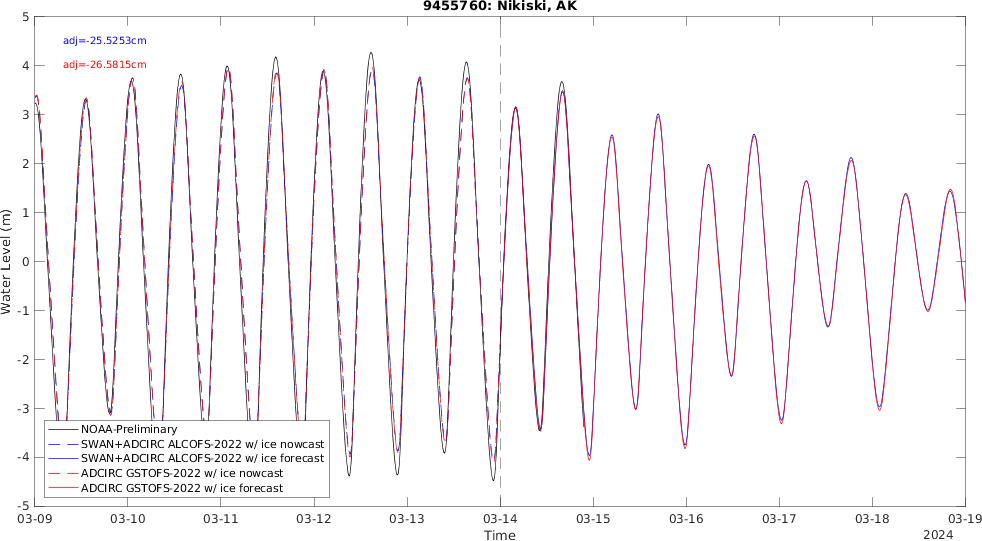 9455760: Nikiski, AK
adj=-25.5253cm
adj=-26.5815cm
5
4
3
2
1
0
-1
-2
-3
-4
-5
Water Level (m)
NOAA-Preliminary
SWAN+ADCIRC ALCOFS-2022 w/ ice nowcast
SWAN+ADCIRC ALCOFS-2022 w/ ice forecast
ADCIRC GSTOFS-2022 w/ ice nowcast
ADCIRC GSTOFS-2022 w/ ice forecast
03-09 03-10 03-11 03-12 03-13 03-14 03-15 03-16 03-17 03-18 03-19
Time
2024